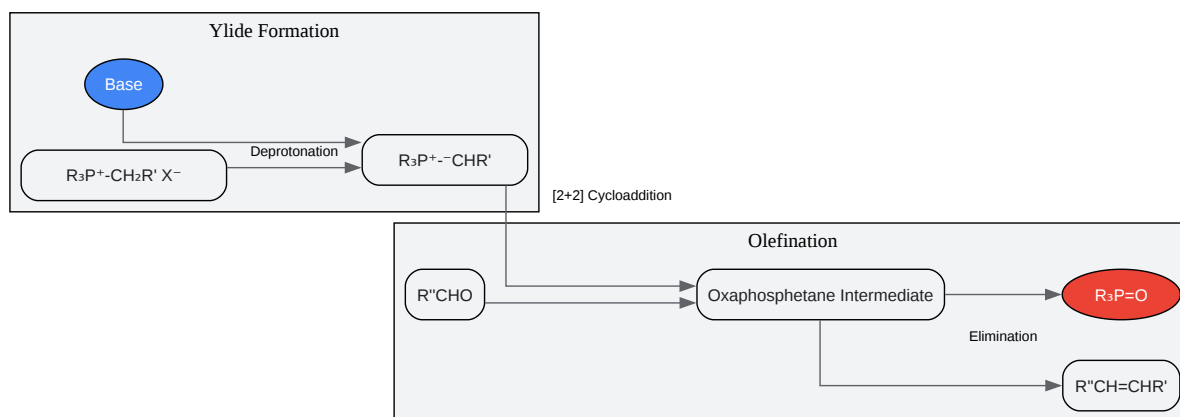 Ylide Formation
Base
Deprotonation
R₃P⁺-CH₂R' X⁻
R₃P⁺-⁻CHR'
[2+2] Cycloaddition
Olefination
R"CHO
Oxaphosphetane Intermediate
R₃P=O
Elimination
R"CH=CHR'